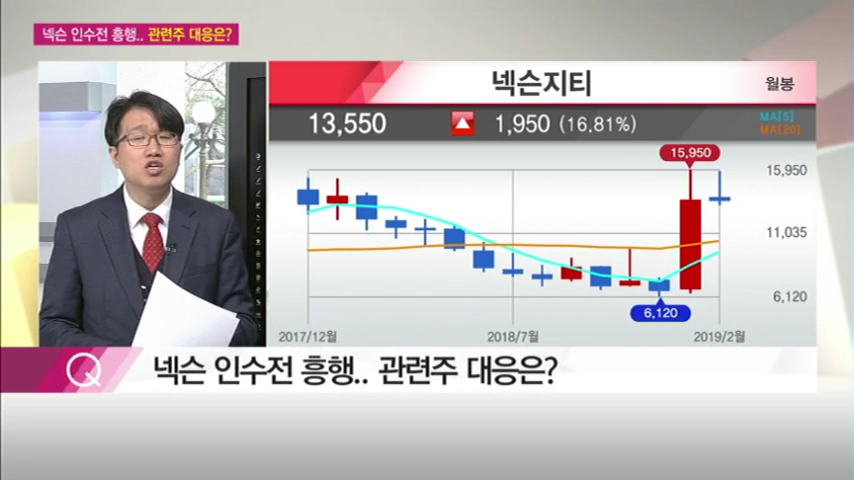 넥슨 인수전 흥행.. 관련주 대응은?
넥슨지티
월봉
13,550
1,950 (16.81%)
MA[5]
MA[20]
15,950
15,950
11,035
6,120
6,120
2017/12월
2018/7월
2019/2월
Q
넥슨 인수전 흥행.. 관련주 대응은?